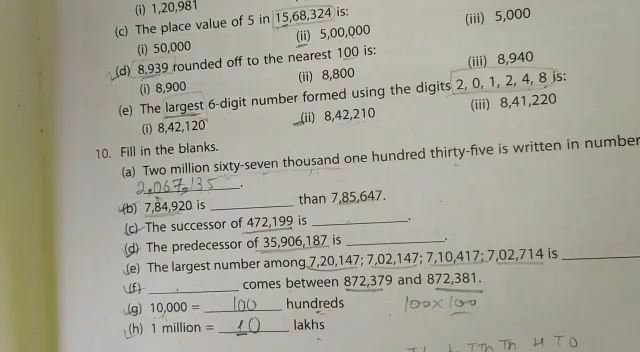 (i) 1,20,981
(c) The place value of 5 in 15,68,324 is:
(i) 50,000 (ii) 5,00,000 (iii) 5,000
(d) 8,939 rounded off to the nearest 100 is:
(i) 8,900 (ii) 8,800 (iii) 8,940
(e) The largest 6-digit number formed using the digits 2, 0, 1, 2, 4, 8 is:
(i) 8,42,120 (ii) 8,42,210 (iii) 8,41,220
10. Fill in the blanks.
(a) Two million sixty-seven thousand one hundred thirty-five is written in number
2,067,135.
(b) 7,84,920 is ____________ than 7,85,647.
(c) The successor of 472,199 is ____________.
(d) The predecessor of 35,906,187 is ____________.
(e) The largest number among 7,20,147; 7,02,147; 7,10,417; 7,02,714 is ____________
(f) ____________ comes between 872,379 and 872,381.
(g) 10,000 = 100 hundreds 100x100
(h) 1 million = 10 lakhs
TTh Th H T O